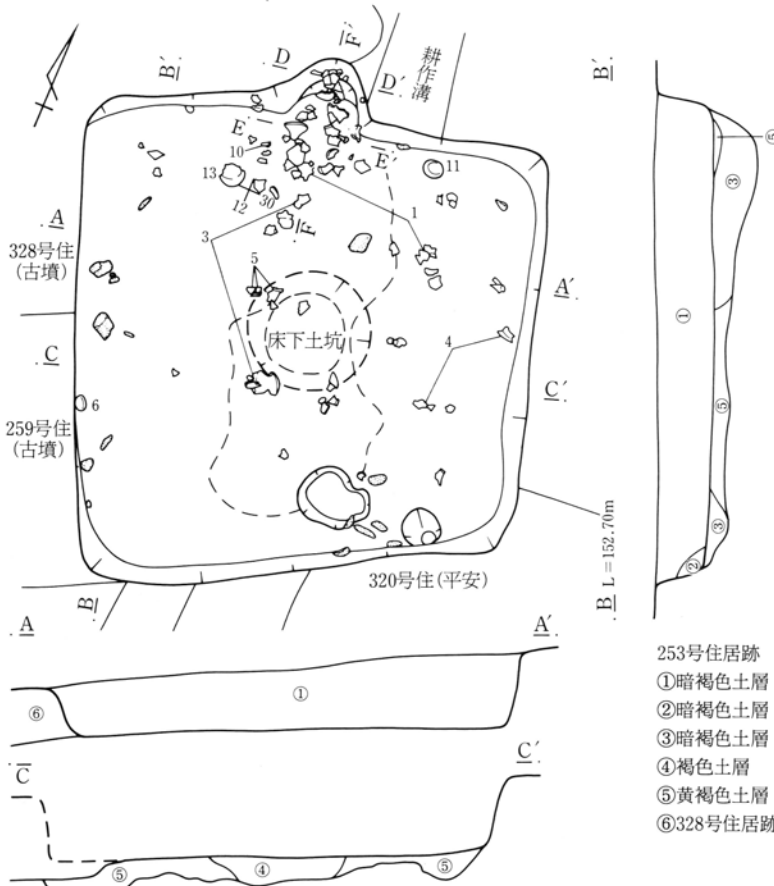 耕作溝
F′
D
B′
D′
B′
E
E′
10
13
11
12
30
1
F
3
A
328号住
(古墳)
5
A′
床下土坑
4
C
C′
6
259号住
(古墳)
320号住(平安)
B
B L=152.70m
⑤
③
①
⑤
③
②
A
A′
①
⑥
C
C′
⑤
④
⑤
253号住居跡
①暗褐色土層
②暗褐色土層
③暗褐色土層
④褐色土層
⑤黄褐色土層
⑥328号住居跡